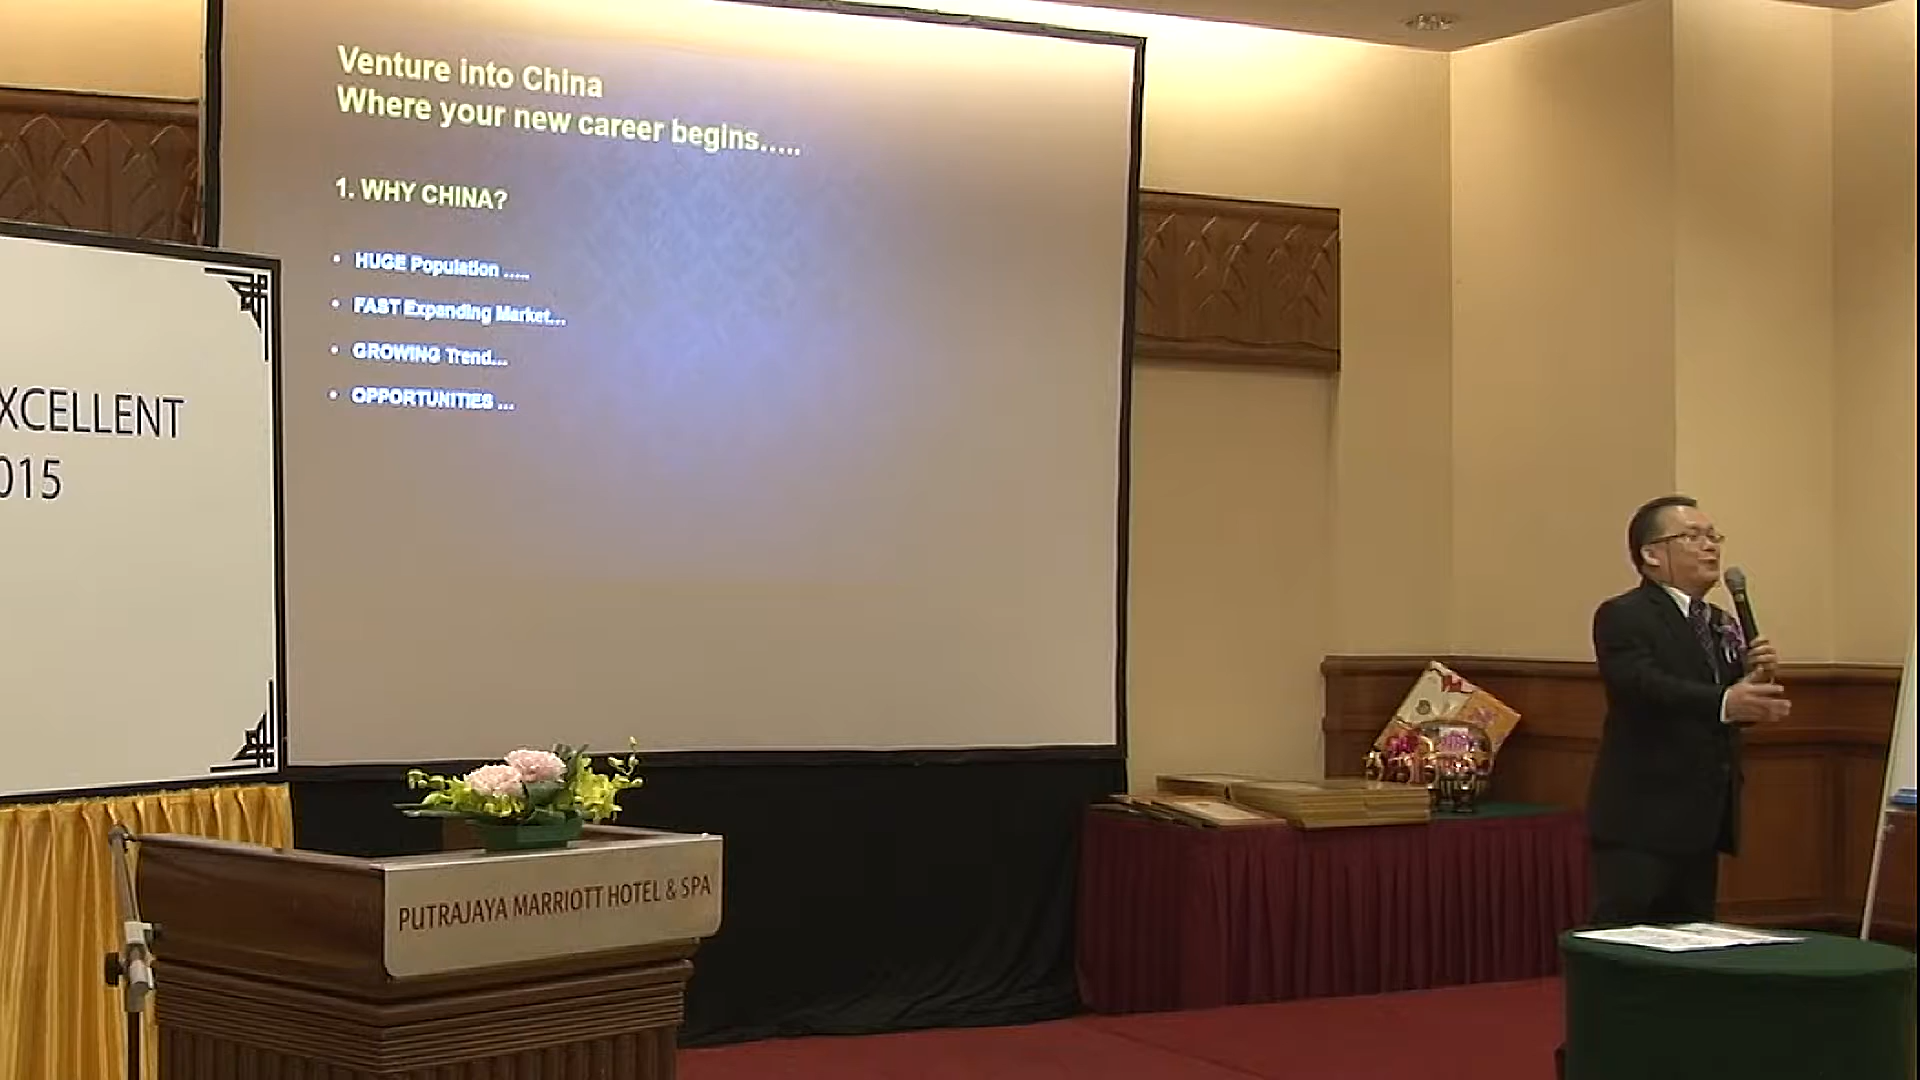 Venture into China
Where your new career begins.....
1. WHY CHINA?
• HUGE Population .....
• FAST Expanding Market...
• GROWING Trend...
• OPPORTUNITIES ...
XCELLENT
015
PUTRAJAYA MARRIOTT HOTEL & SPA